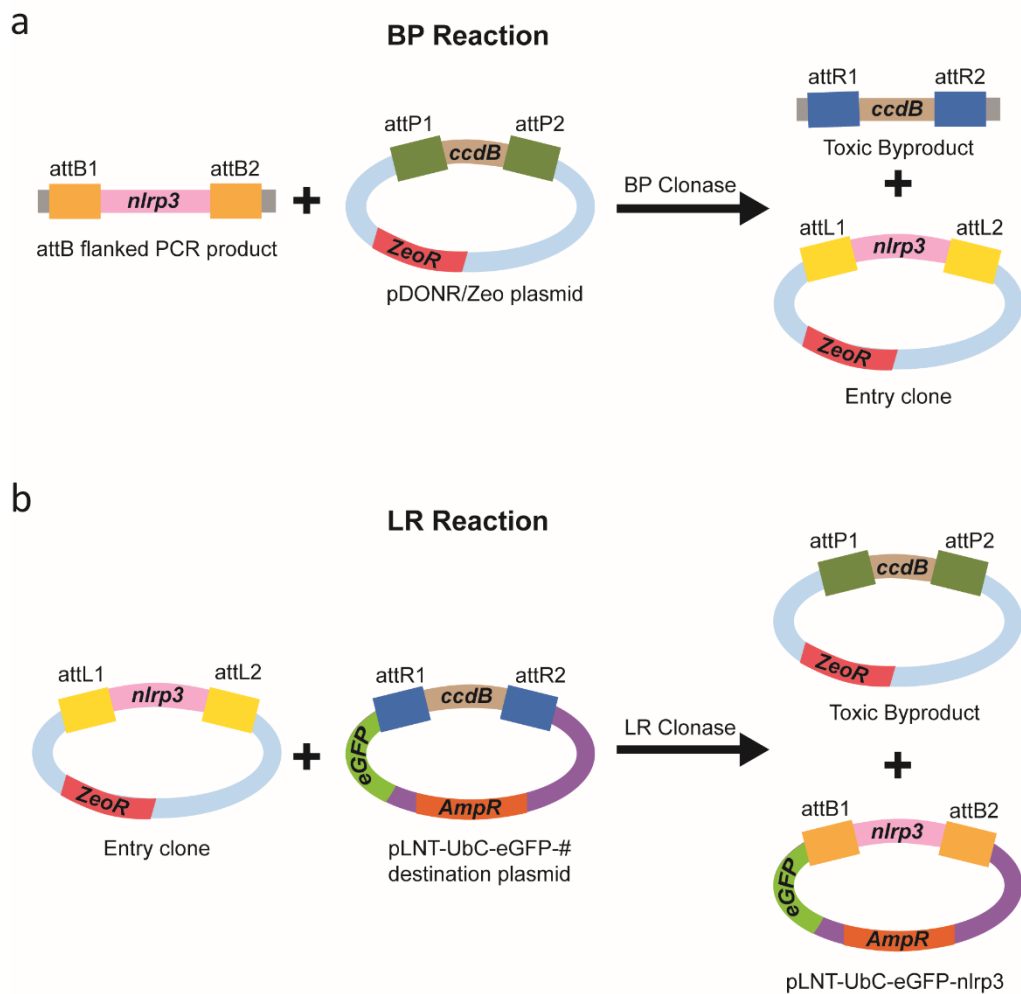 a
BP Reaction
attB1
attB2
nlrp3
attB flanked PCR product
+
attP1
attP2
ccdB
ZeoR
pDONR/Zeo plasmid
BP Clonase
attR1
attR2
ccdB
Toxic Byproduct
+
attL1
attL2
nlrp3
ZeoR
Entry clone
b
LR Reaction
attL1
attL2
nlrp3
ZeoR
Entry clone
+
attR1
attR2
ccdB
eGFP
AmpR
pLNT-UbC-eGFP-#
destination plasmid
LR Clonase
attP1
attP2
ccdB
ZeoR
Toxic Byproduct
+
attB1
attB2
nlrp3
eGFP
AmpR
pLNT-UbC-eGFP-nlrp3